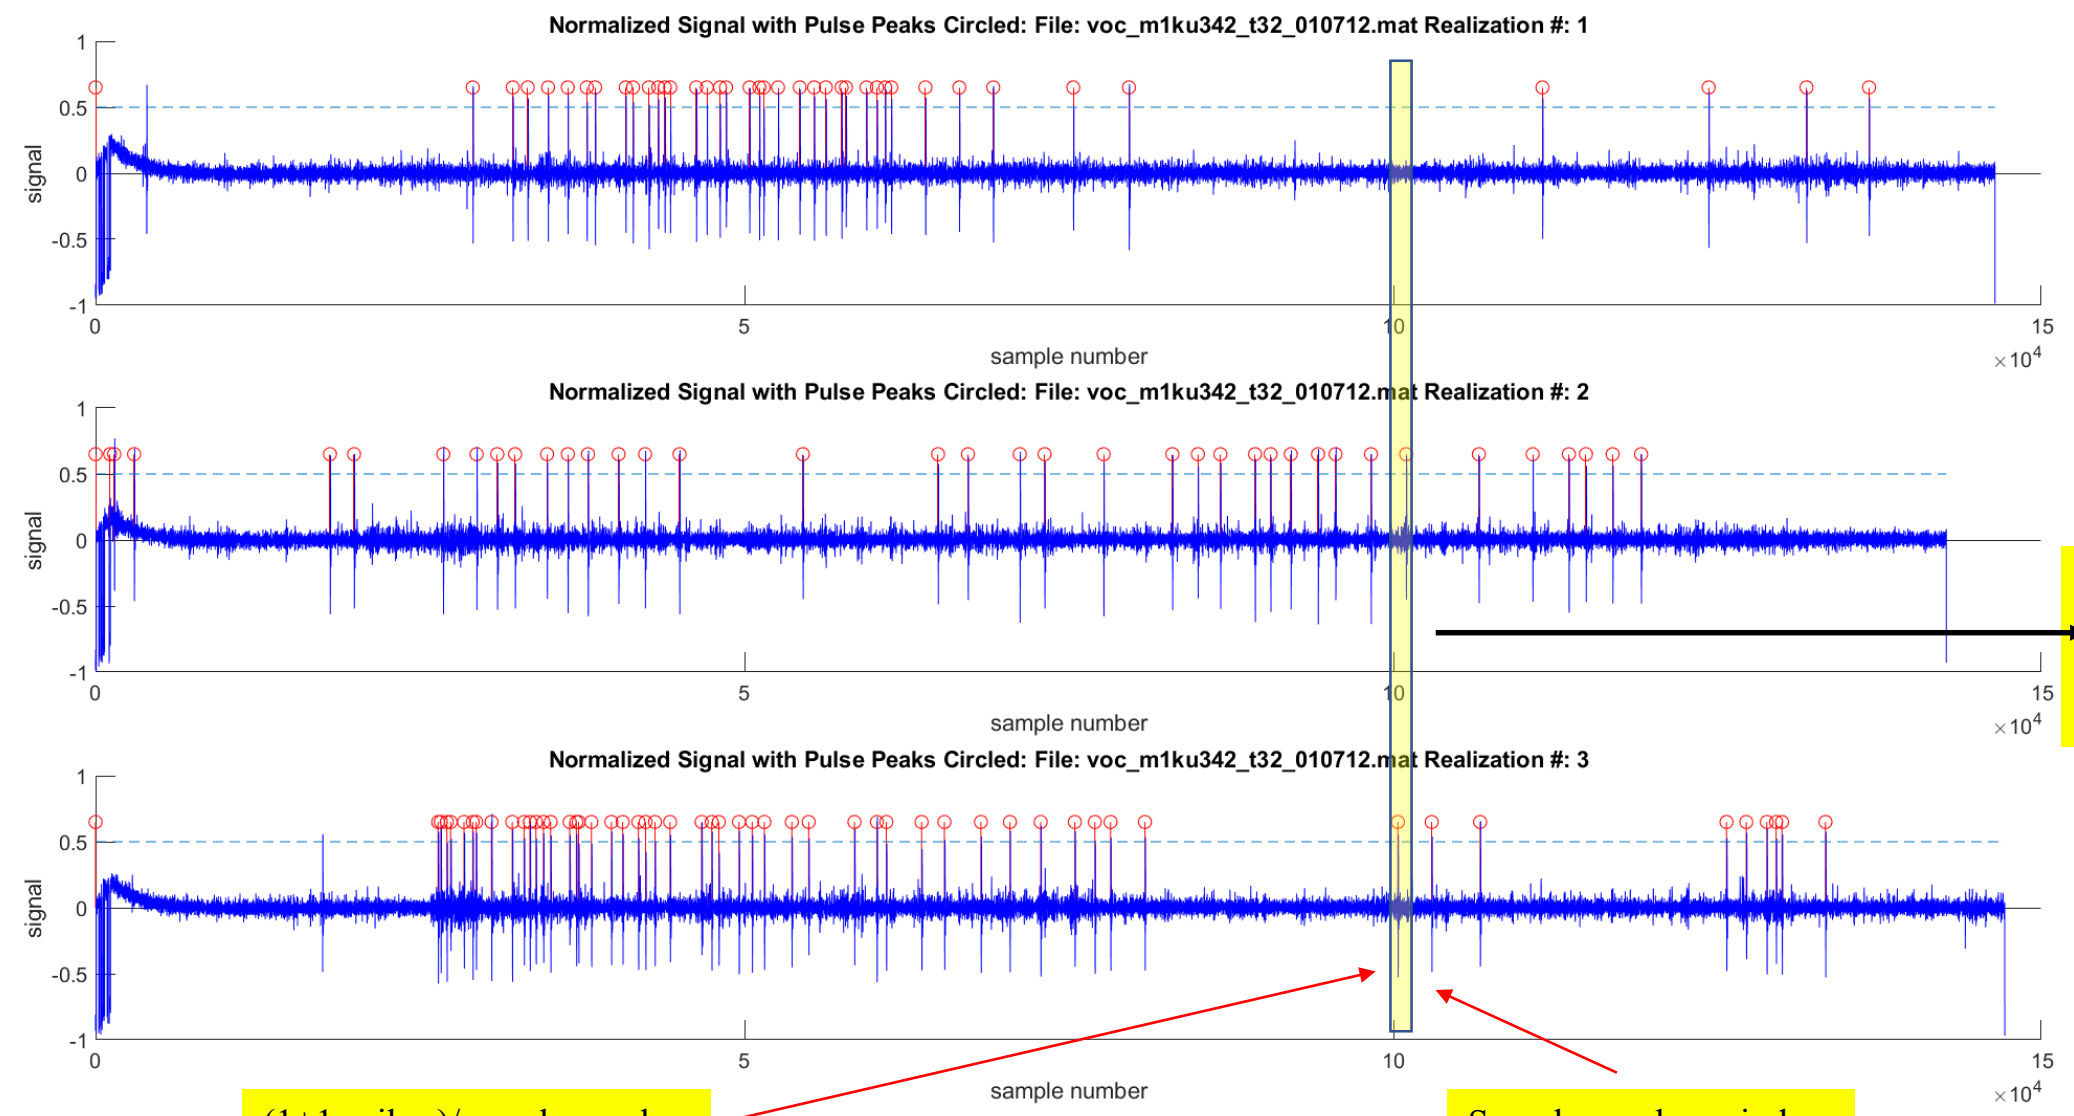 Normalized Signal with Pulse Peaks Circled: File: voc_m1ku342_t32_010712.mat Realization #: 1
1
0.5
0
-0.5
-1
signal
0 5 10 15
sample number
×10^4
Normalized Signal with Pulse Peaks Circled: File: voc_m1ku342_t32_010712.mat Realization #: 2
1
0.5
0
-0.5
-1
signal
0 5 10 15
sample number
×10^4
Normalized Signal with Pulse Peaks Circled: File: voc_m1ku342_t32_010712.mat Realization #: 3
1
0.5
0
-0.5
-1
signal
0 5 10 15
sample number
×10^4